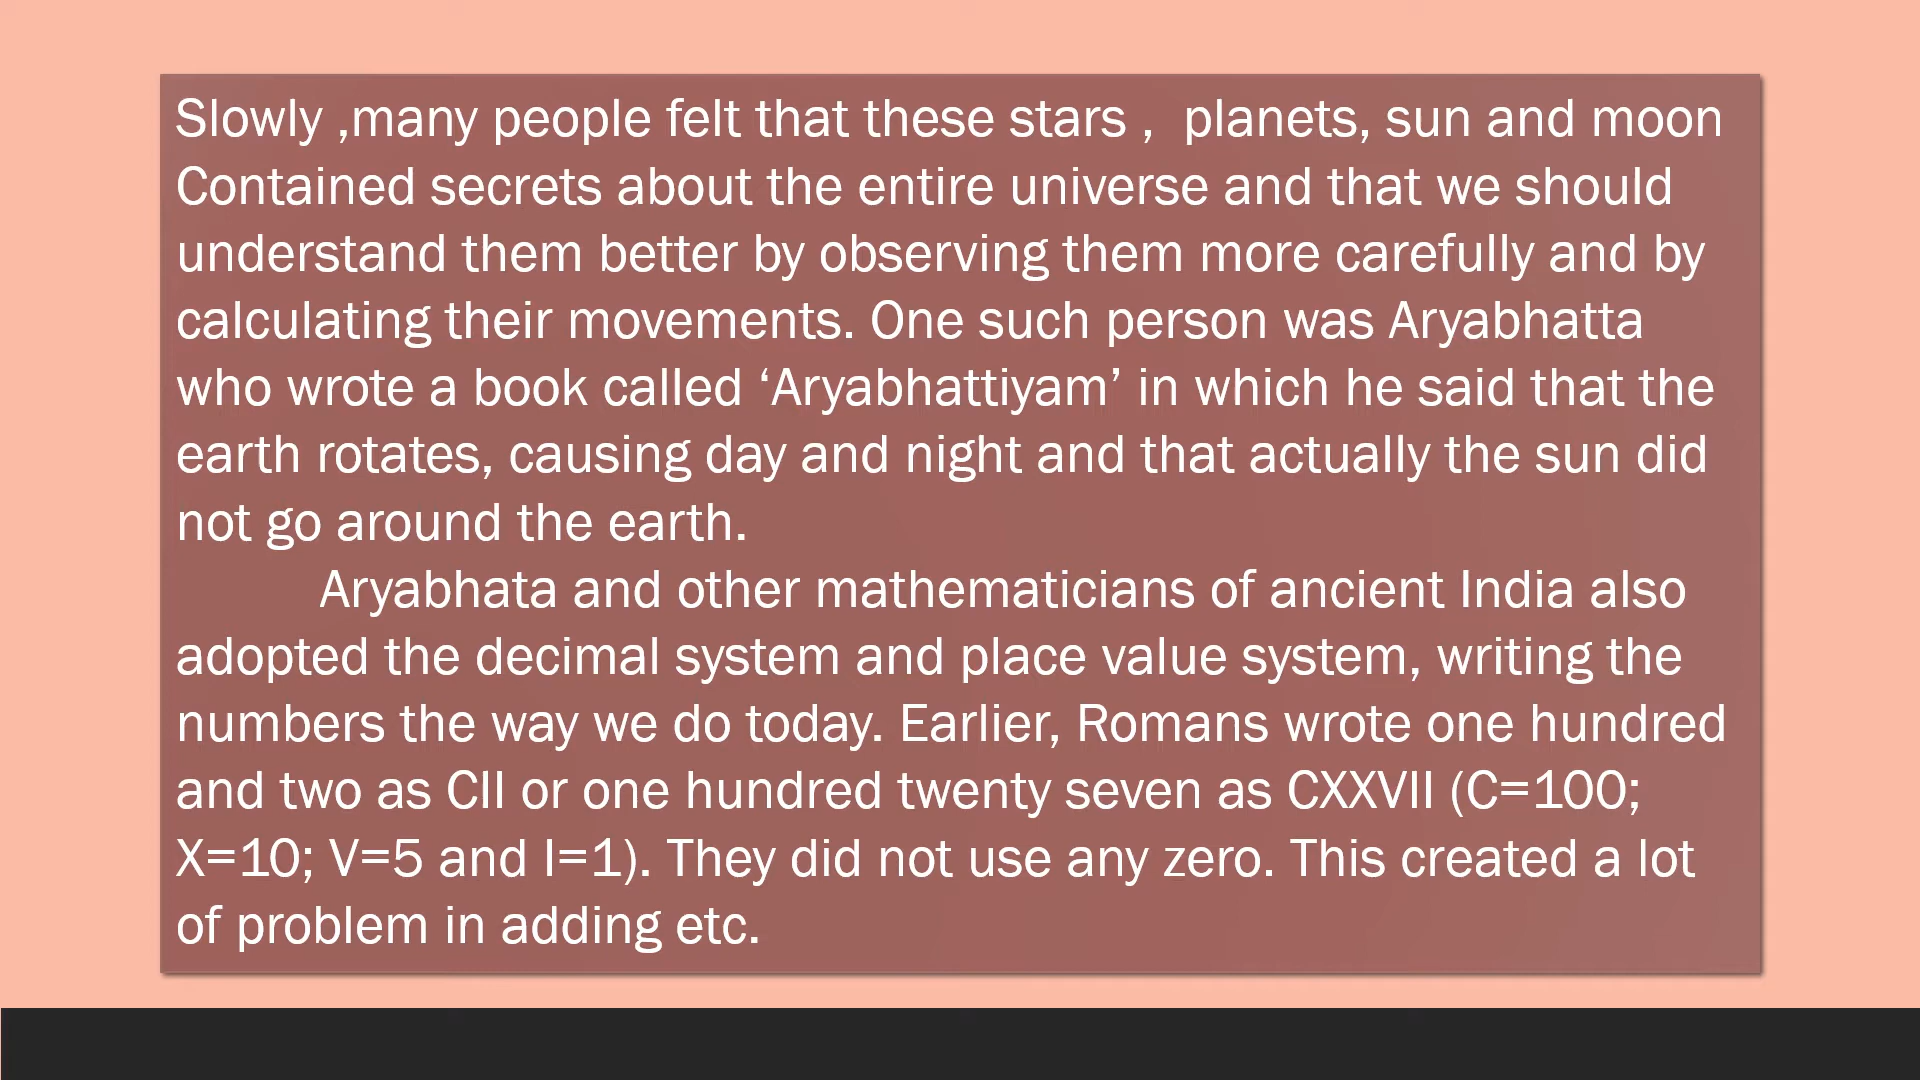 Slowly ,many people felt that these stars ,  planets, sun and moon
Contained secrets about the entire universe and that we should
understand them better by observing them more carefully and by
calculating their movements. One such person was Aryabhatta
who wrote a book called ‘Aryabhattiyam’ in which he said that the
earth rotates, causing day and night and that actually the sun did
not go around the earth.
Aryabhata and other mathematicians of ancient India also
adopted the decimal system and place value system, writing the
numbers the way we do today. Earlier, Romans wrote one hundred
and two as CII or one hundred twenty seven as CXXVII (C=100;
X=10; V=5 and I=1). They did not use any zero. This created a lot
of problem in adding etc.